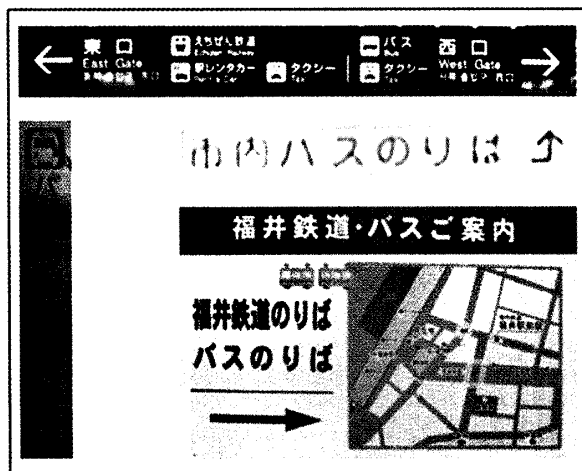 東口
East Gate
えちぜん鉄道
駅レンタカー
タクシー
バス
Bus
タクシー
西口
West Gate
バ
市内バスのりば
福井鉄道・バスご案内
福井鉄道のりば
バスのりば